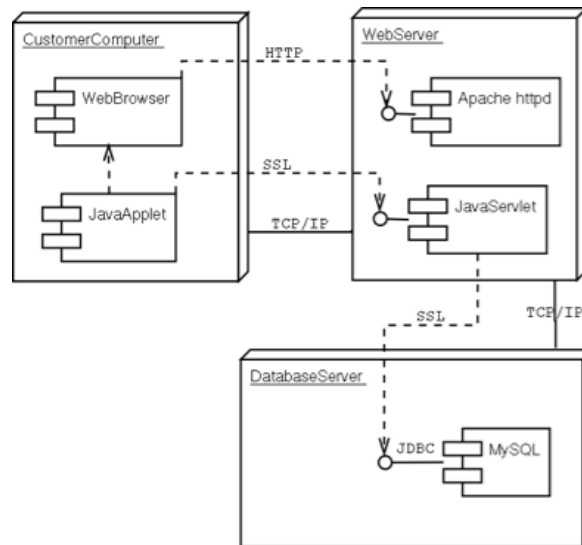 CustomerComputer
WebServer
HTTP
WebBrowser
Apache httpd
SSL
JavaApplet
JavaServlet
TCP/IP
SSL
TCP/IP
DatabaseServer
JDBC
MySQL